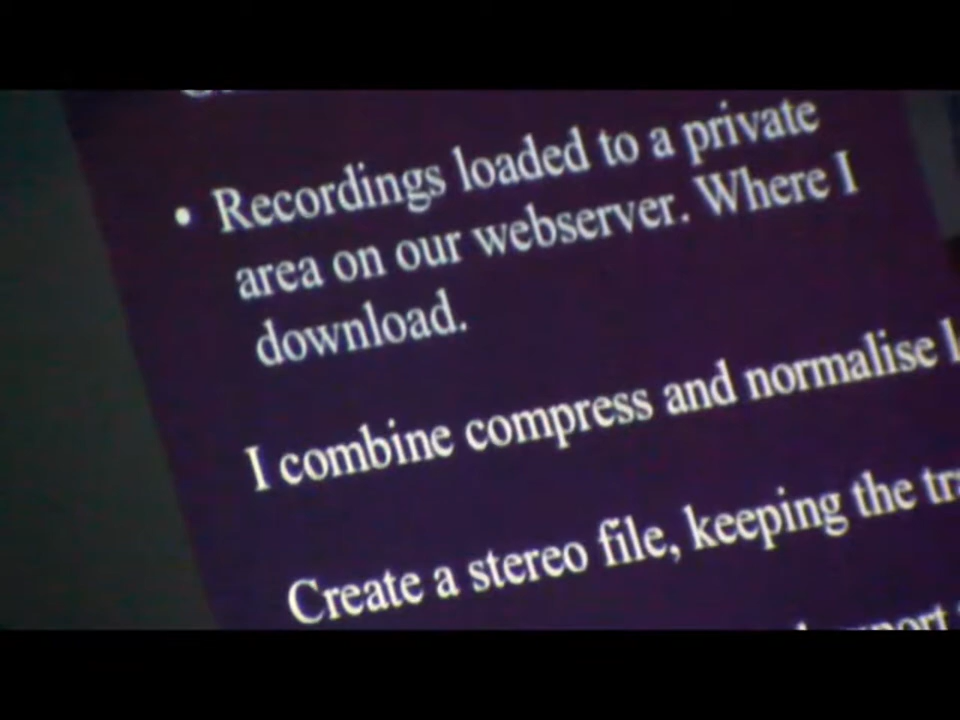 • Recordings loaded to a private
area on our webserver. Where I
download.
I combine compress and normalise
Create a stereo file, keeping the